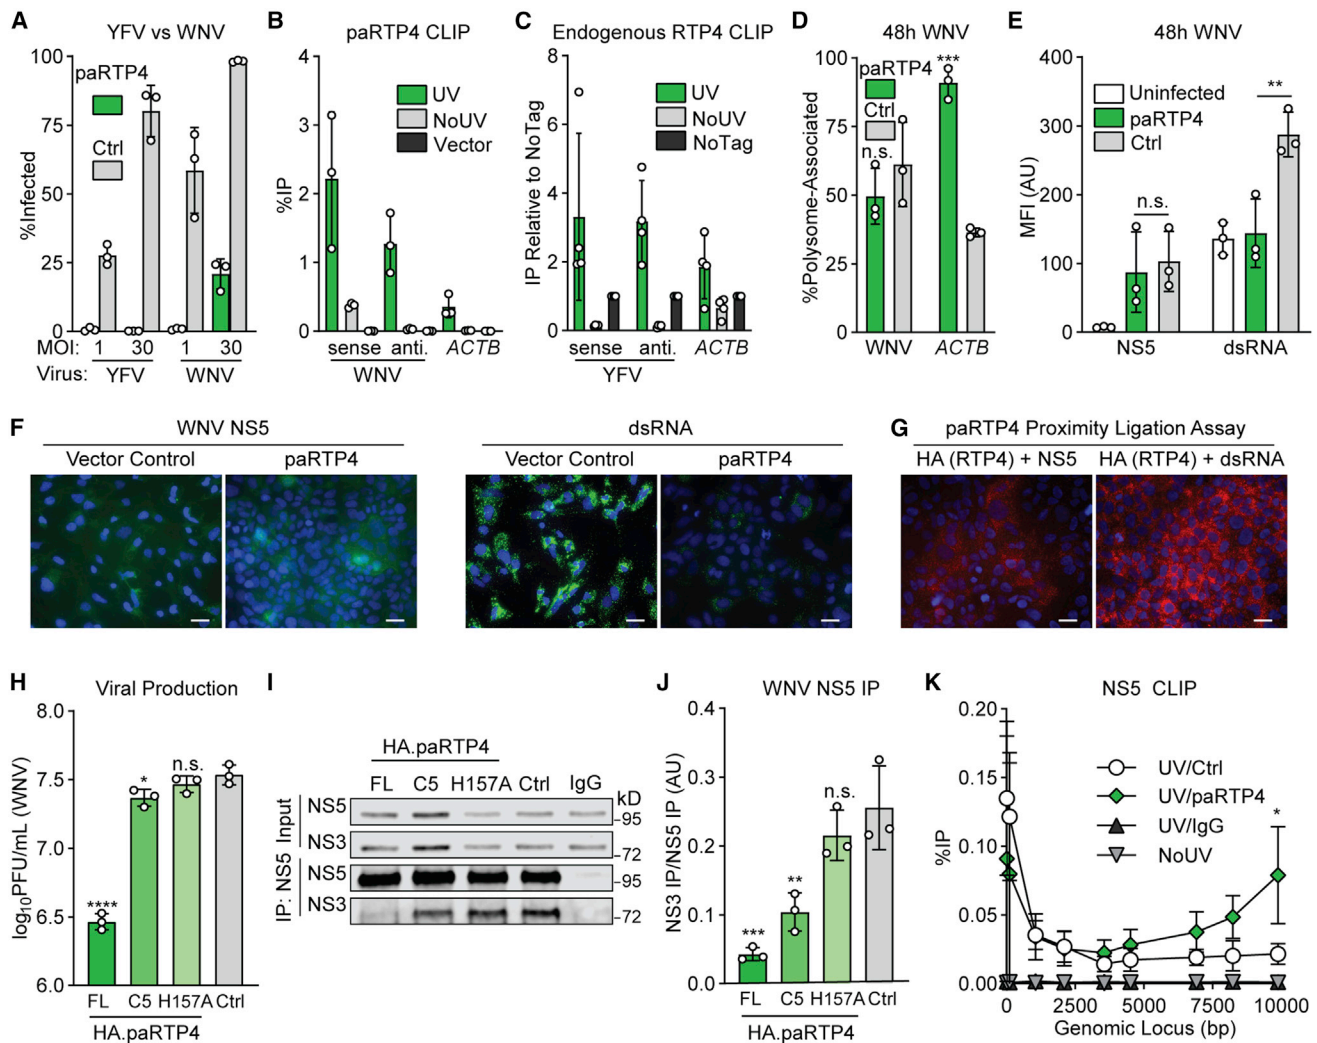 A YFV vs WNV
%Infected
100
75
50
25
0
paRTP4
Ctrl
MOI: 1 30 1 30
Virus: YFV WNV
B paRTP4 CLIP
%IP
4
3
2
1
0
UV
NoUV
Vector
sense anti. ACTB
WNV
C Endogenous RTP4 CLIP
IP Relative to NoTag
8
6
4
2
0
UV
NoUV
NoTag
sense anti. ACTB
YFV
D 48h WNV
%Polysome-Associated
100
75
50
25
0
paRTP4
Ctrl
n.s.
***
WNV ACTB
E 48h WNV
MFI (AU)
400
300
200
100
0
Uninfected
paRTP4
Ctrl
n.s.
**
NS5 dsRNA
F WNV NS5
Vector Control paRTP4
dsRNA
Vector Control paRTP4
G paRTP4 Proximity Ligation Assay
HA (RTP4) + NS5 HA (RTP4) + dsRNA
H Viral Production
log10PFU/mL (WNV)
8.0
7.5
7.0
6.5
6.0
****
*
n.s.
FL C5 H157A Ctrl
HA.paRTP4
I
HA.paRTP4
FL C5 H157A Ctrl IgG
kD
Input
NS5 –95
NS3 –72
IP: NS5
NS5 –95
NS3 –72
J WNV NS5 IP
NS3 IP/NS5 IP (AU)
0.4
0.3
0.2
0.1
0.0
***
**
n.s.
FL C5 H157A Ctrl
HA.paRTP4
K NS5 CLIP
%IP
0.20
0.15
0.10
0.05
0.00
UV/Ctrl
UV/paRTP4
UV/IgG
NoUV
*
0 2500 5000 7500 10000
Genomic Locus (bp)